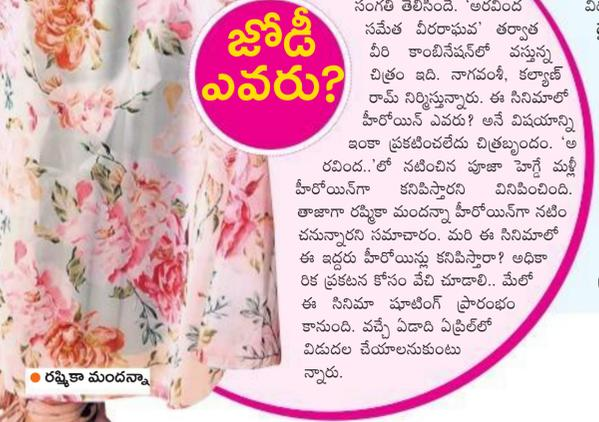 జోడీ
ఎవరు?
సంగతి తెలిసిందే. 'అరవింద
సమేత వీరరాఘవ' తర్వాత
వీరి కాంబినేషన్‌లో వస్తున్న
చిత్రం ఇది. నాగవంశీ, కల్యాణ్
రామ్ నిర్మిస్తున్నారు. ఈ సినిమాలో
హీరోయిన్ ఎవరు? అనే విషయాన్ని
ఇంకా ప్రకటించలేదు చిత్రబృందం. 'అ
రవింద..'లో నటించిన పూజా హెగ్డే మళ్లీ
హీరోయిన్‌గా కనిపిస్తారని వినిపించింది.
తాజాగా రష్మికా మందన్నా హీరోయిన్‌గా నటిం
చనున్నారని సమాచారం. మరి ఈ సినిమాలో
ఈ ఇద్దరు హీరోయిన్లు కనిపిస్తారా? అధికా
రిక ప్రకటన కోసం వేచి చూడాలి.. మేలో
ఈ సినిమా షూటింగ్ ప్రారంభం
కానుంది. వచ్చే ఏడాది ఏప్రిల్‌లో
విడుదల చేయాలనుకుంటు
న్నారు.
రష్మికా మందన్నా